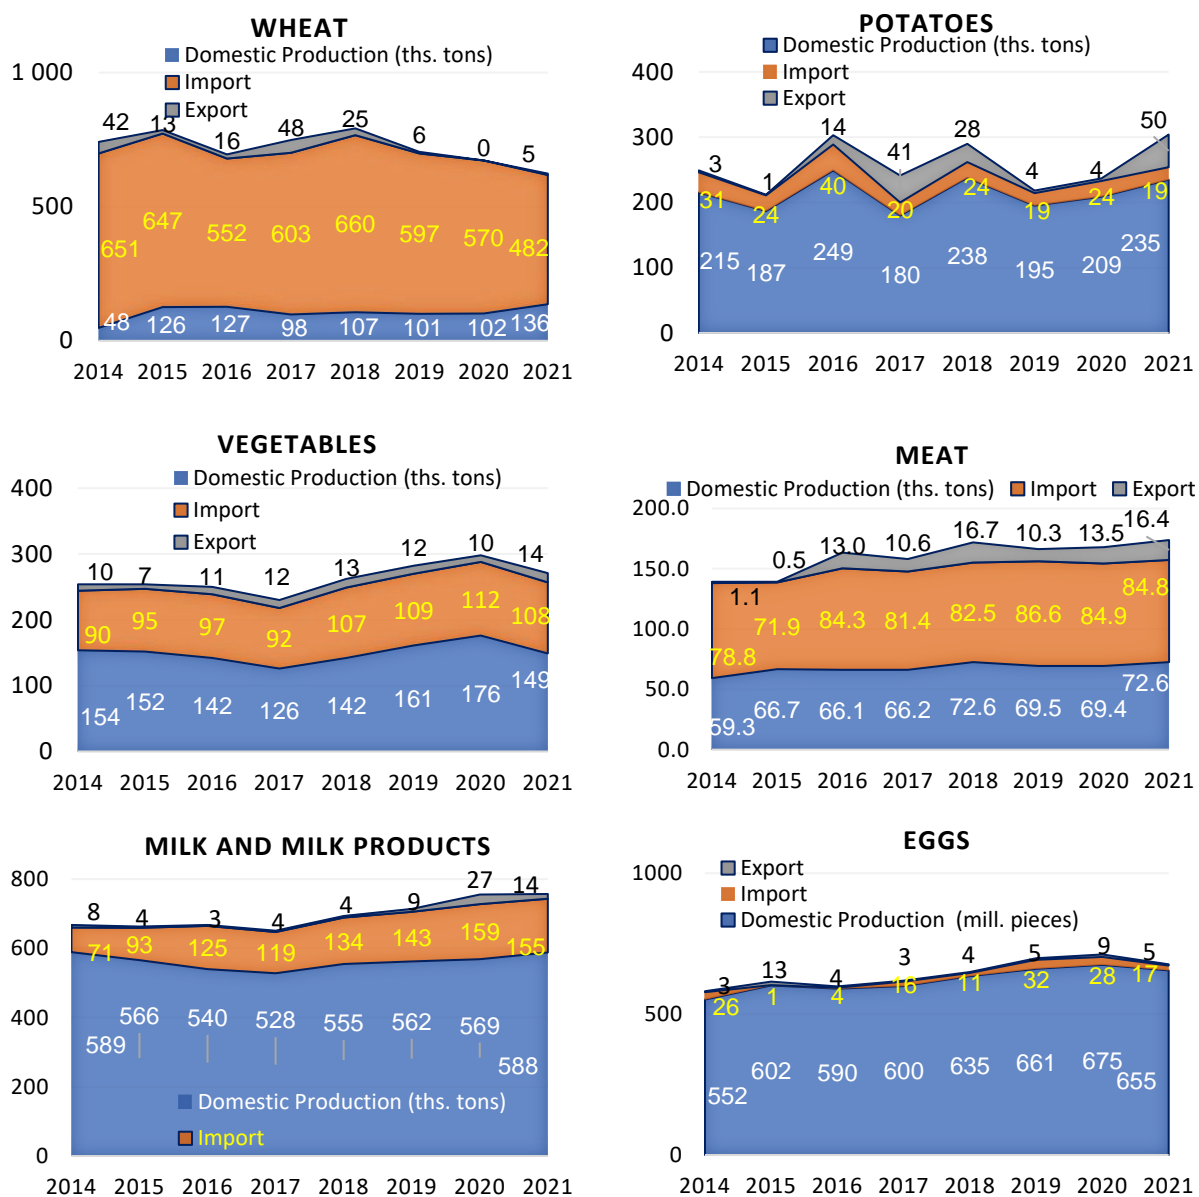 WHEAT
Domestic Production (ths. tons)
Import
Export
1 000
500
0
42 13 16 48 25 6 0 5
651 647 552 603 660 597 570 482
48 126 127 98 107 101 102 136
2014 2015 2016 2017 2018 2019 2020 2021
POTATOES
Domestic Production (ths. tons)
Import
Export
400
300
200
100
0
3 1 14 41 28 4 4 50
31 24 40 20 24 19 24 19
215 187 249 180 238 195 209 235
2014 2015 2016 2017 2018 2019 2020 2021
VEGETABLES
Domestic Production (ths. tons)
Import
Export
400
300
200
100
0
10 7 11 12 13 12 10 14
90 95 97 92 107 109 112 108
154 152 142 126 142 161 176 149
2014 2015 2016 2017 2018 2019 2020 2021
MEAT
Domestic Production (ths. tons) Import Export
200.0
150.0
100.0
50.0
0.0
1.1 0.5 13.0 10.6 16.7 10.3 13.5 16.4
78.8 71.9 84.3 81.4 82.5 86.6 84.9 84.8
59.3 66.7 66.1 66.2 72.6 69.5 69.4 72.6
2014 2015 2016 2017 2018 2019 2020 2021
MILK AND MILK PRODUCTS
800
600
400
200
0
8 4 3 4 4 9 27 14
71 93 125 119 134 143 159 155
589 566 540 528 555 562 569 588
Domestic Production (ths. tons)
Import
2014 2015 2016 2017 2018 2019 2020 2021
EGGS
Export
Import
Domestic Production (mill. pieces)
1000
500
0
3 13 4 3 4 5 9 5
26 1 4 16 11 32 28 17
552 602 590 600 635 661 675 655
2014 2015 2016 2017 2018 2019 2020 2021